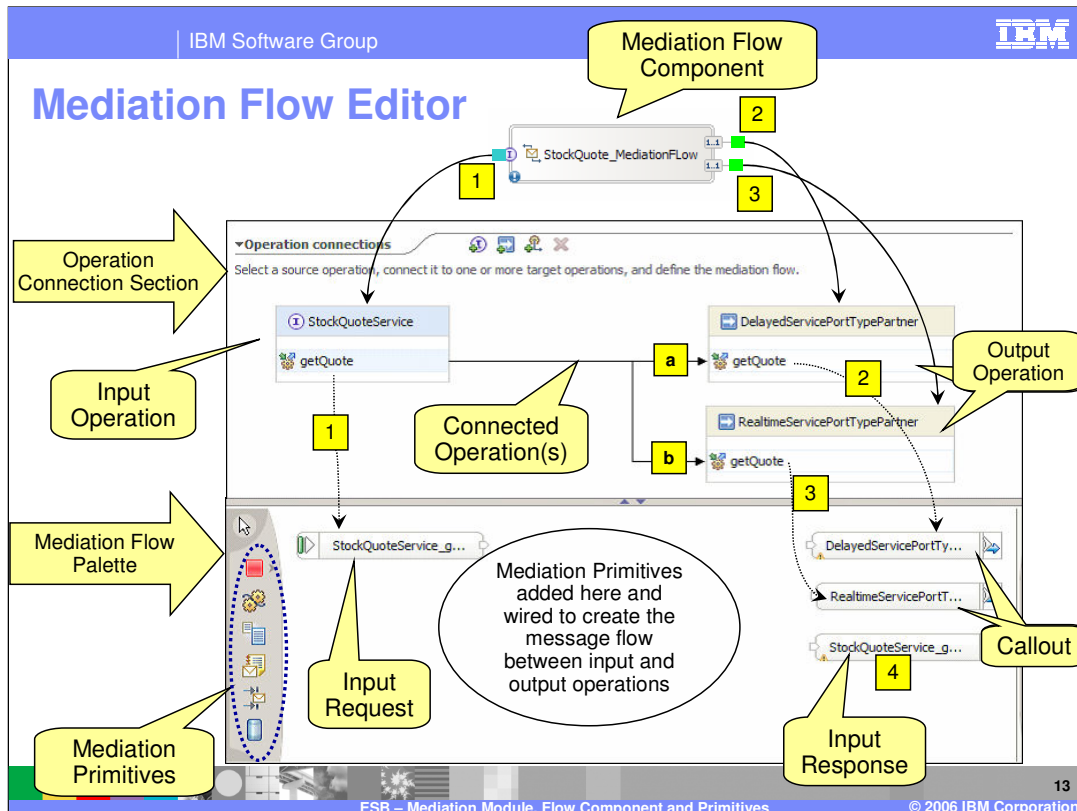 IBM Software Group
IBM
Mediation Flow Editor
Mediation Flow
Component
StockQuote_MediationFLow
1..1
1..1
1
2
3
Operation
Connection Section
Operation connections
Select a source operation, connect it to one or more target operations, and define the mediation flow.
StockQuoteService
getQuote
DelayedServicePortTypePartner
getQuote
RealtimeServicePortTypePartner
getQuote
a
b
Input
Operation
Connected
Operation(s)
Output
Operation
1
2
3
Mediation Flow
Palette
StockQuoteService_g...
Mediation Primitives
added here and
wired to create the
message flow
between input and
output operations
DelayedServicePortTy...
RealtimeServicePortT...
StockQuoteService_g...
4
Callout
Input
Request
Input
Response
Mediation
Primitives
13
ESB – Mediation Module, Flow Component and Primitives
© 2006 IBM Corporation